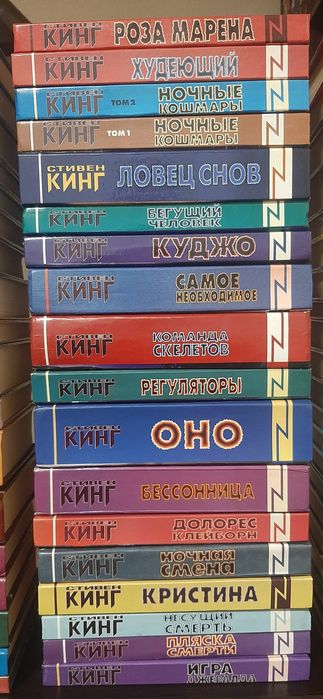 СТИВЕН
КИНГ
РОЗА МАРЕНА
СТИВЕН
КИНГ
ХУДЕЮЩИЙ
СТИВЕН
КИНГ
ТОМ 2
НОЧНЫЕ
КОШМАРЫ
СТИВЕН
КИНГ
ТОМ 1
НОЧНЫЕ
КОШМАРЫ
СТИВЕН
КИНГ
ЛОВЕЦ СНОВ
СТИВЕН
КИНГ
БЕГУЩИЙ
ЧЕЛОВЕК
СТИВЕН
КИНГ
КУДЖО
СТИВЕН
КИНГ
САМОЕ
НЕОБХОДИМОЕ
СТИВЕН
КИНГ
КОМАНДА
СКЕЛЕТОВ
СТИВЕН
КИНГ
РЕГУЛЯТОРЫ
СТИВЕН
КИНГ
ОНО
СТИВЕН
КИНГ
БЕССОННИЦА
СТИВЕН
КИНГ
ДОЛОРЕС
КЛЕЙБОРН
СТИВЕН
КИНГ
НОЧНАЯ
СМЕНА
СТИВЕН
КИНГ
КРИСТИНА
СТИВЕН
КИНГ
НЕСУЩИЙ
СМЕРТЬ
СТИВЕН
КИНГ
ПЛЯСКА
СМЕРТИ
СТИВЕН
КИНГ
ИГРА
ДЖЕРАЛДА